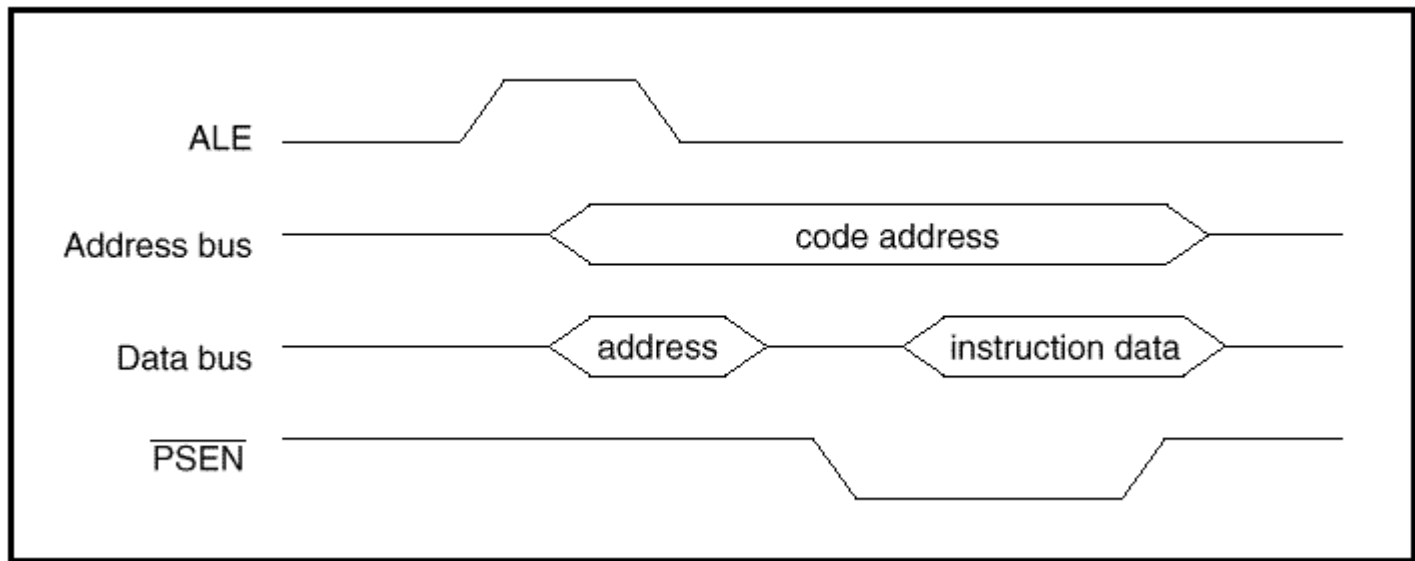 ALE
Address bus
code address
Data bus
address
instruction data
PSEN